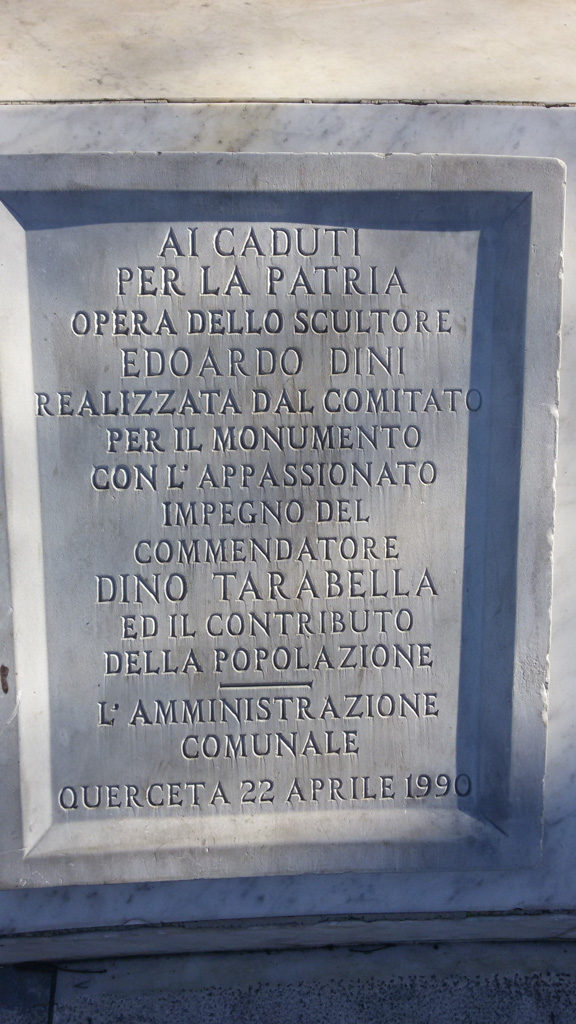 AI CADUTI
PER LA PATRIA
OPERA DELLO SCULTORE
EDOARDO DINI
REALIZZATA DAL COMITATO
PER IL MONUMENTO
CON L' APPASSIONATO
IMPEGNO DEL
COMMENDATORE
DINO TARABELLA
ED IL CONTRIBUTO
DELLA POPOLAZIONE
L' AMMINISTRAZIONE
COMUNALE
QUERCETA 22 APRILE 1990